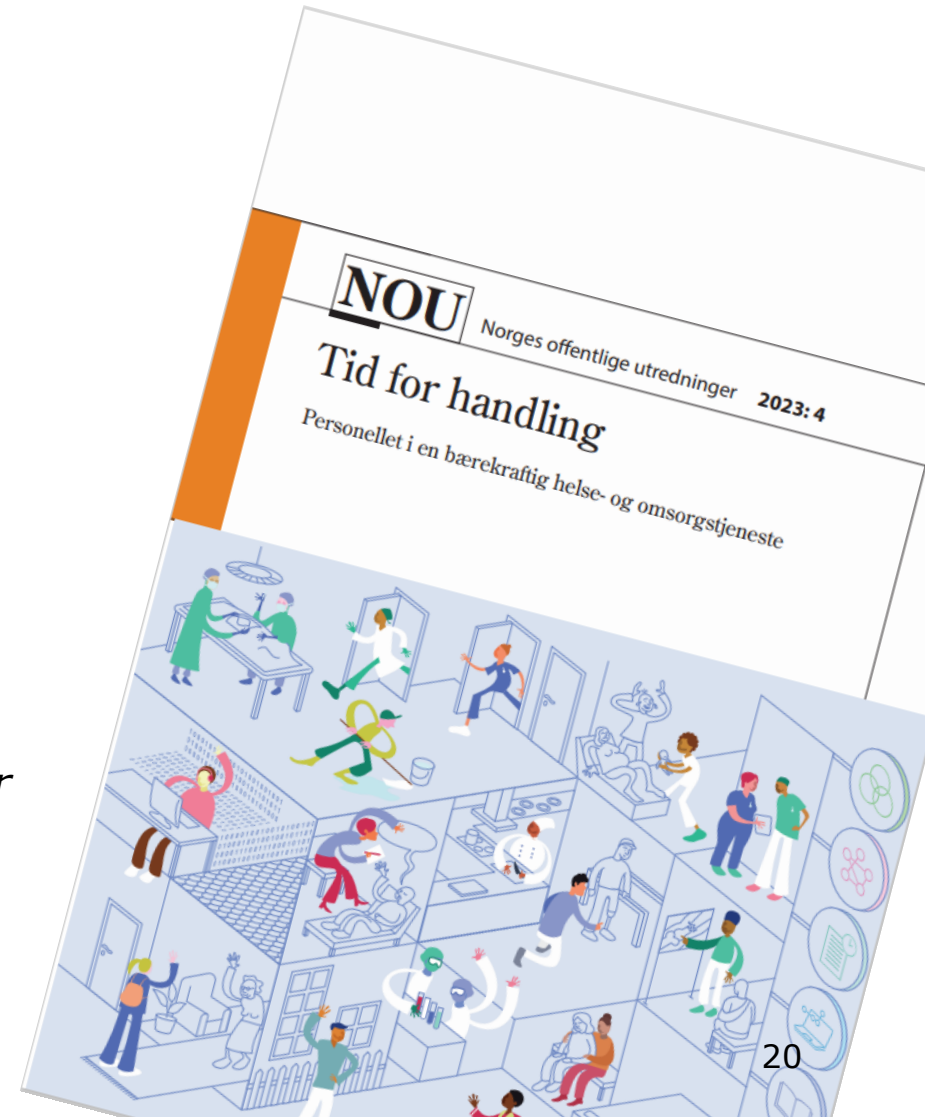 NOU
Norges offentlige utredninger 2023: 4
Tid for handling
Personellet i en bærekraftig helse- og omsorgstjeneste
r
20